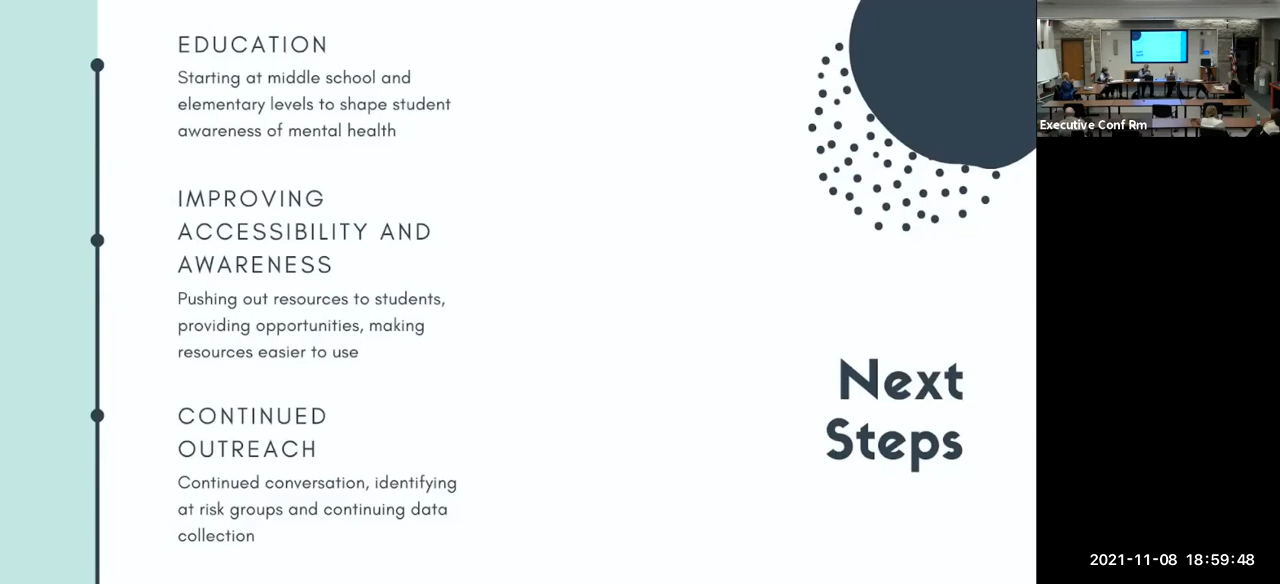 EDUCATION
Starting at middle school and
elementary levels to shape student
awareness of mental health
IMPROVING
ACCESSIBILITY AND
AWARENESS
Pushing out resources to students,
providing opportunities, making
resources easier to use
CONTINUED
OUTREACH
Continued conversation, identifying
at risk groups and continuing data
collection
Next
Steps
Executive Conf Rm
2021-11-08 18:59:48